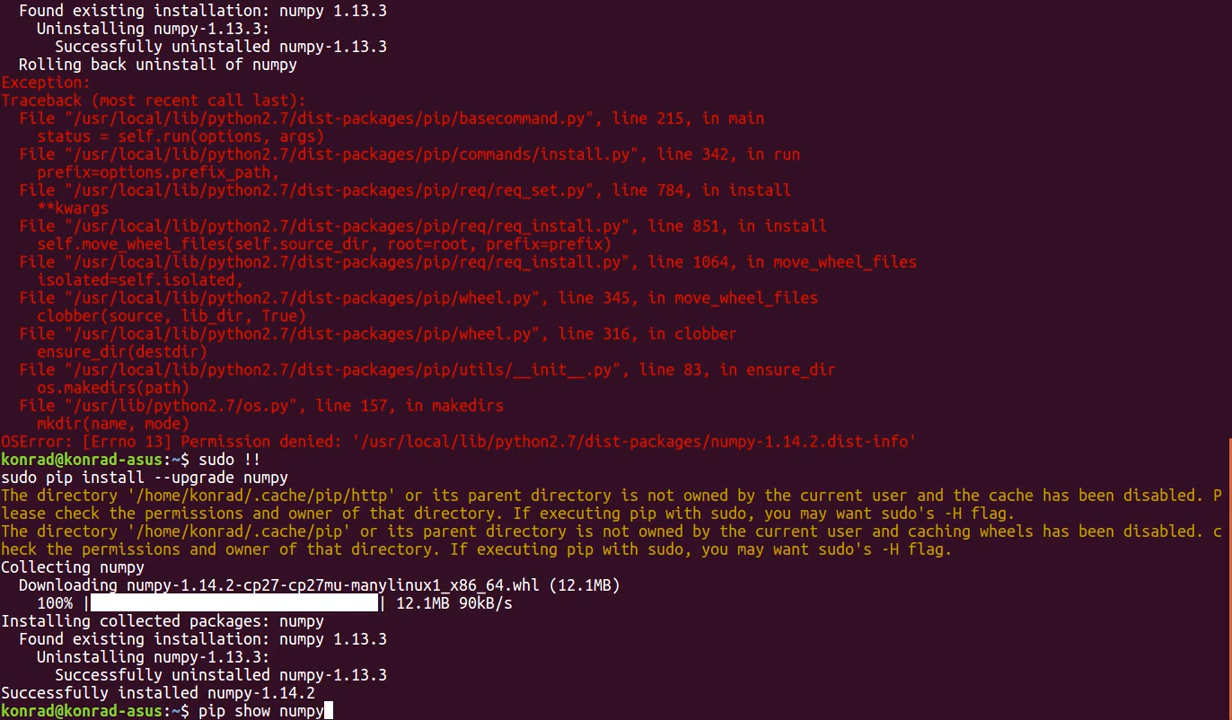 Found existing installation: numpy 1.13.3
Uninstalling numpy-1.13.3:
Successfully uninstalled numpy-1.13.3
Rolling back uninstall of numpy
Exception:
Traceback (most recent call last):
File "/usr/local/lib/python2.7/dist-packages/pip/basecommand.py", line 215, in main
status = self.run(options, args)
File "/usr/local/lib/python2.7/dist-packages/pip/commands/install.py", line 342, in run
prefix=options.prefix_path,
File "/usr/local/lib/python2.7/dist-packages/pip/req/req_set.py", line 784, in install
**kwargs
File "/usr/local/lib/python2.7/dist-packages/pip/req/req_install.py", line 851, in install
self.move_wheel_files(self.source_dir, root=root, prefix=prefix)
File "/usr/local/lib/python2.7/dist-packages/pip/req/req_install.py", line 1064, in move_wheel_files
isolated=self.isolated,
File "/usr/local/lib/python2.7/dist-packages/pip/wheel.py", line 345, in move_wheel_files
clobber(source, lib_dir, True)
File "/usr/local/lib/python2.7/dist-packages/pip/wheel.py", line 316, in clobber
ensure_dir(destdir)
File "/usr/local/lib/python2.7/dist-packages/pip/utils/__init__.py", line 83, in ensure_dir
os.makedirs(path)
File "/usr/lib/python2.7/os.py", line 157, in makedirs
mkdir(name, mode)
OSError: [Errno 13] Permission denied: '/usr/local/lib/python2.7/dist-packages/numpy-1.14.2.dist-info'
konrad@konrad-asus:~$ sudo !!
sudo pip install --upgrade numpy
The directory '/home/konrad/.cache/pip/http' or its parent directory is not owned by the current user and the cache has been disabled. P
lease check the permissions and owner of that directory. If executing pip with sudo, you may want sudo's -H flag.
The directory '/home/konrad/.cache/pip' or its parent directory is not owned by the current user and caching wheels has been disabled. c
heck the permissions and owner of that directory. If executing pip with sudo, you may want sudo's -H flag.
Collecting numpy
Downloading numpy-1.14.2-cp27-cp27mu-manylinux1_x86_64.whl (12.1MB)
100% |████████████████████████████████| 12.1MB 90kB/s
Installing collected packages: numpy
Found existing installation: numpy 1.13.3
Uninstalling numpy-1.13.3:
Successfully uninstalled numpy-1.13.3
Successfully installed numpy-1.14.2
konrad@konrad-asus:~$ pip show numpy